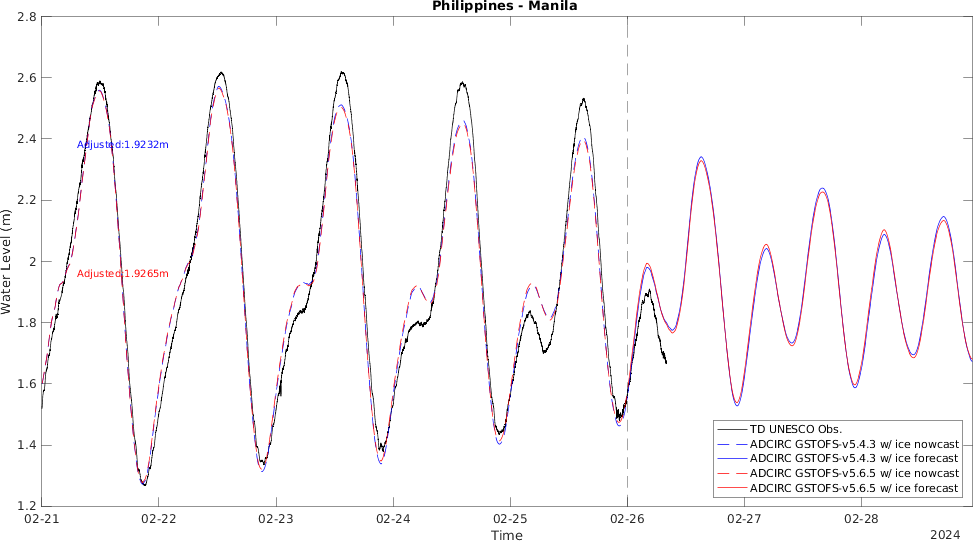 Philippines - Manila
2.8
2.6
2.4
2.2
2
1.8
1.6
1.4
1.2
Water Level (m)
Adjusted:1.9232m
Adjusted:1.9265m
TD UNESCO Obs.
ADCIRC GSTOFS-v5.4.3 w/ ice nowcast
ADCIRC GSTOFS-v5.4.3 w/ ice forecast
ADCIRC GSTOFS-v5.6.5 w/ ice nowcast
ADCIRC GSTOFS-v5.6.5 w/ ice forecast
02-21 02-22 02-23 02-24 02-25 02-26 02-27 02-28
Time
2024